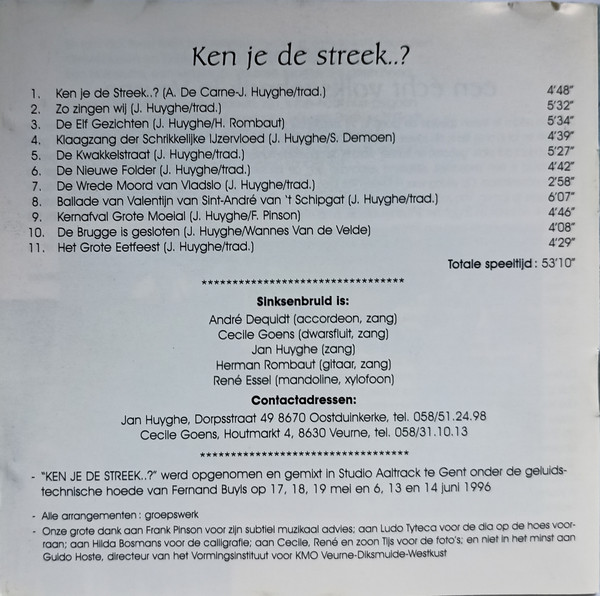 Ken je de streek..?
1. Ken je de Streek..? (A. De Carne-J. Huyghe/trad.) 4'48"
2. Zo zingen wij (J. Huyghe/trad.) 5'32"
3. De Elf Gezichten (J. Huyghe/H. Rombaut) 5'34"
4. Klaagzang der Schrikkelijke IJzervloed (J. Huyghe/S. Demoen) 4'39"
5. De Kwakkelstraat (J. Huyghe/trad.) 5'27"
6. De Nieuwe Folder (J. Huyghe/trad.) 4'42"
7. De Wrede Moord van Vladslo (J. Huyghe/trad.) 2'58"
8. Ballade van Valentijn van Sint-André van 't Schipgat (J. Huyghe/trad.) 6'07"
9. Kernafval Grote Moeial (J. Huyghe/F. Pinson) 4'46"
10. De Brugge is gesloten (J. Huyghe/Wannes Van de Velde) 4'08"
11. Het Grote Eetfeest (J. Huyghe/trad.) 4'29"
Totale speeltijd : 53'10"
*********************************
Sinksenbruid is:
André Dequidt (accordeon, zang)
Cecile Goens (dwarsfluit, zang)
Jan Huyghe (zang)
Herman Rombaut (gitaar, zang)
René Essel (mandoline, xylofoon)
Contactadressen:
Jan Huyghe, Dorpsstraat 49 8670 Oostduinkerke, tel. 058/51.24.98
Cecile Goens, Houtmarkt 4, 8630 Veurne, tel. 058/31.10.13
**********************************
- "KEN JE DE STREEK..?" werd opgenomen en gemixt in Studio Aaltrack te Gent onder de geluids-
technische hoede van Fernand Buyls op 17, 18, 19 mei en 6, 13 en 14 juni 1996
- Alle arrangementen : groepswerk
- Onze grote dank aan Frank Pinson voor zijn subtiel muzikaal advies; aan Ludo Tyteca voor de dia op de hoes voor-
raan; aan Hilda Bosmans voor de calligrafie; aan Cecile, René en zoon Tijs voor de foto's; en niet in het minst aan
Guido Hoste, directeur van het Vormingsinstituut voor KMO Veurne-Diksmuide-Westkust